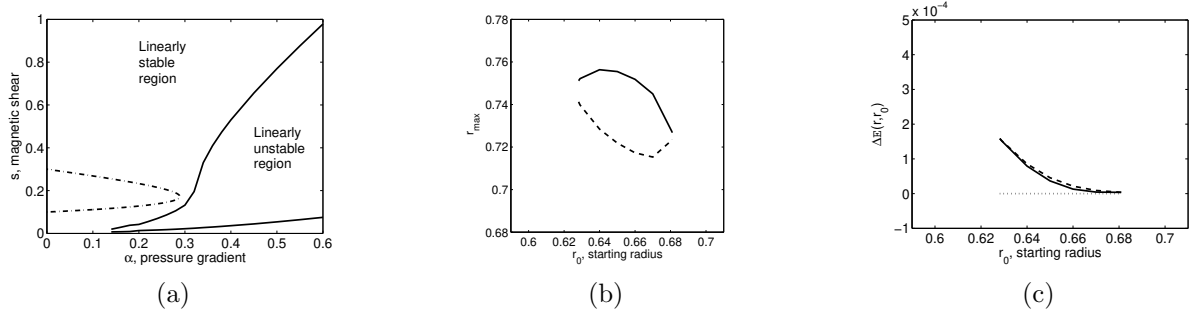 1
0.8
0.6
0.4
0.2
0
s, magnetic shear
Linearly
stable
region
Linearly
unstable
region
0 0.1 0.2 0.3 0.4 0.5 0.6
α, pressure gradient
(a)
0.78
0.76
0.74
0.72
0.7
0.68
r_max
0.6 0.62 0.64 0.66 0.68 0.7
r_0, starting radius
(b)
× 10^-4
5
4
3
2
1
0
−1
ΔE(r,r_0)
0.6 0.62 0.64 0.66 0.68 0.7
r_0, starting radius
(c)